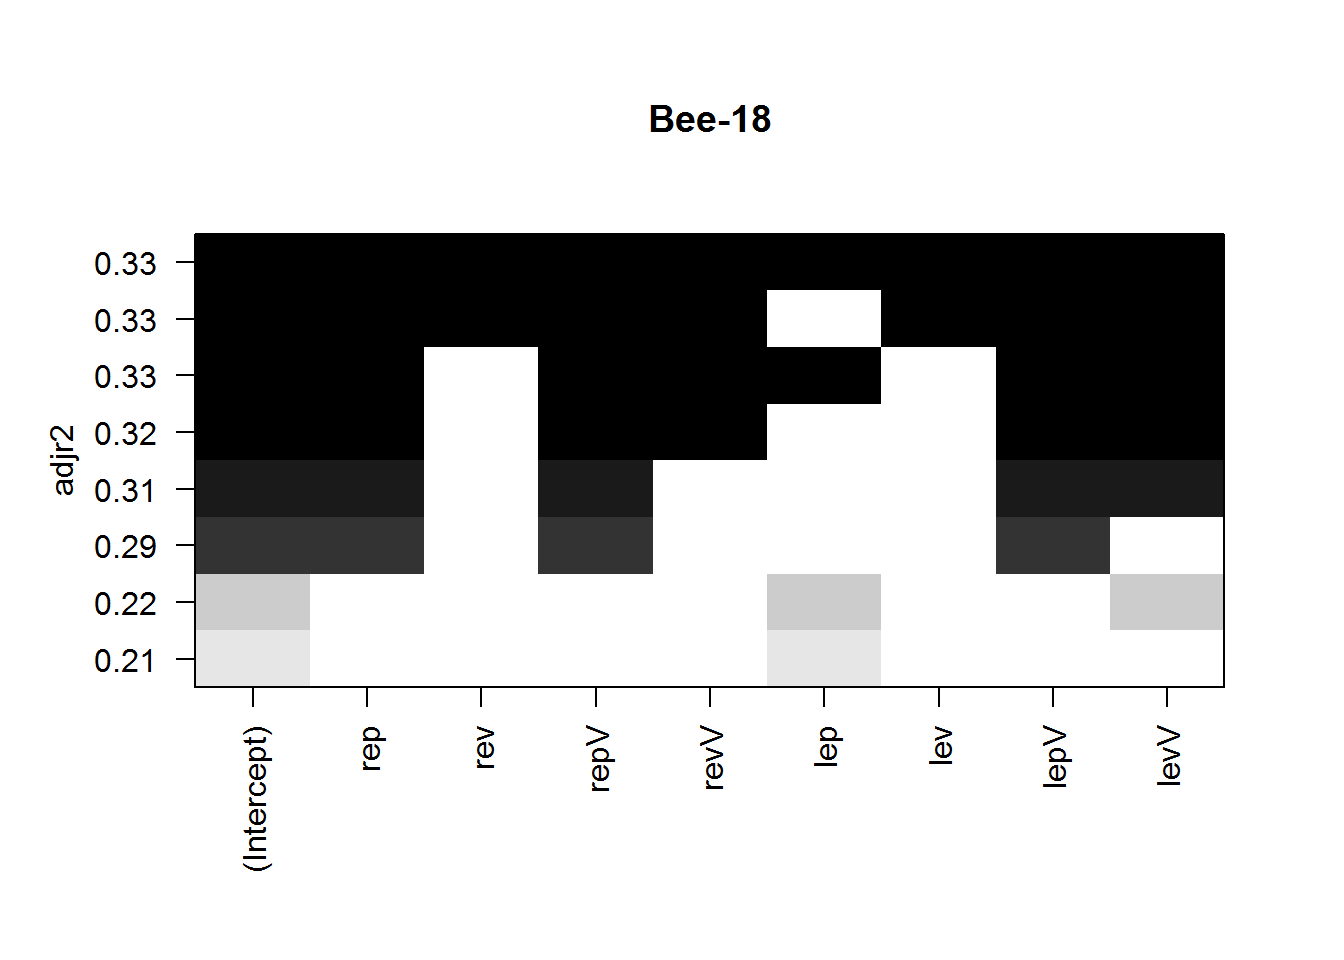 Bee-18
adjr2
0.33
0.33
0.33
0.32
0.31
0.29
0.22
0.21
(Intercept)
rep
rev
repV
revV
lep
lev
lepV
levV